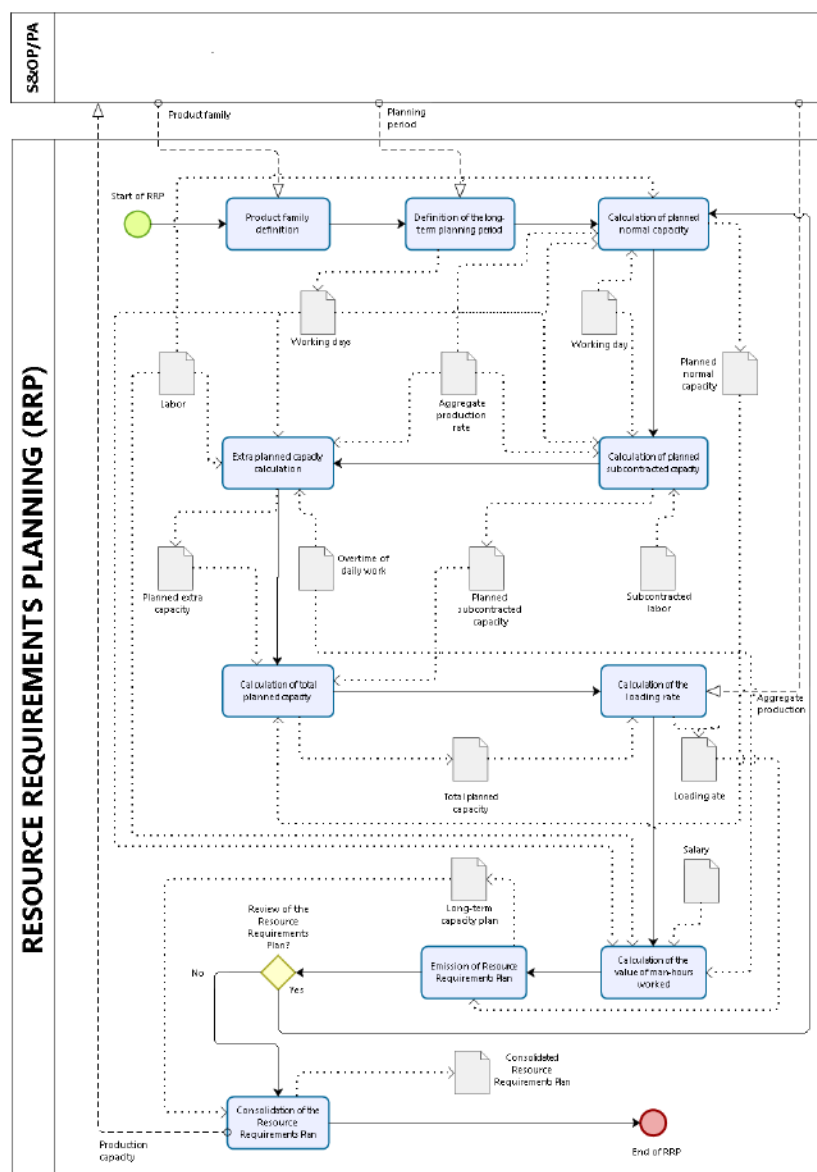 S&OP/PA
RESOURCE REQUIREMENTS PLANNING (RRP)
Product family
Planning
period
Start of RRP
Product family
definition
Definition of the long-
term planning period
Calculation of planned
normal capacity
Working days
Working day
Planned
normal
capacity
Labor
Aggregate
production
rate
Extra planned capacity
calculation
Calculation of planned
subcontracted capacity
Planned extra
capacity
Overtime of
daily work
Planned
subcontracted
capacity
Subcontracted
labor
Calculation of total
planned capacity
Calculation of the
loading rate
Aggregate
production
Total planned
capacity
Loading ate
Salary
Review of the
Resource
Requirements
Plan?
Long-term
capacity plan
No
Yes
Emission of Resource
Requirements Plan
Calculation of the
value of man-hours
worked
Consolidated
Resource
Requirements Plan
Consolidation of the
Resource
Requirements Plan
Production
capacity
End of RRP